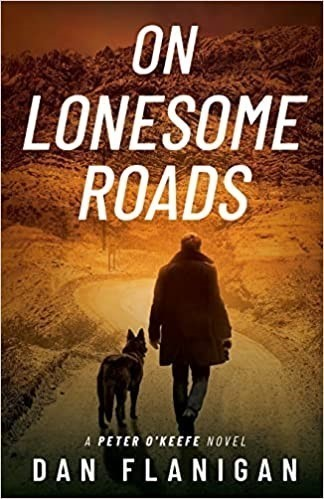 ON
LONESOME
ROADS
A PETER O'KEEFE NOVEL
DAN FLANIGAN